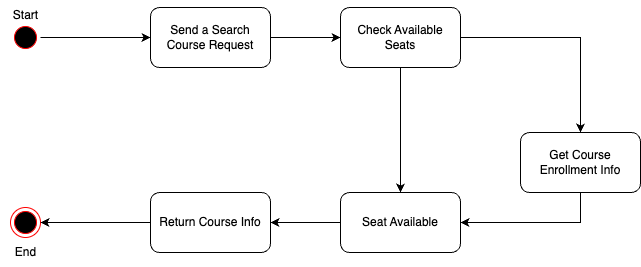 Start
Send a Search
Course Request
Check Available
Seats
Get Course
Enrollment Info
Seat Available
Return Course Info
End